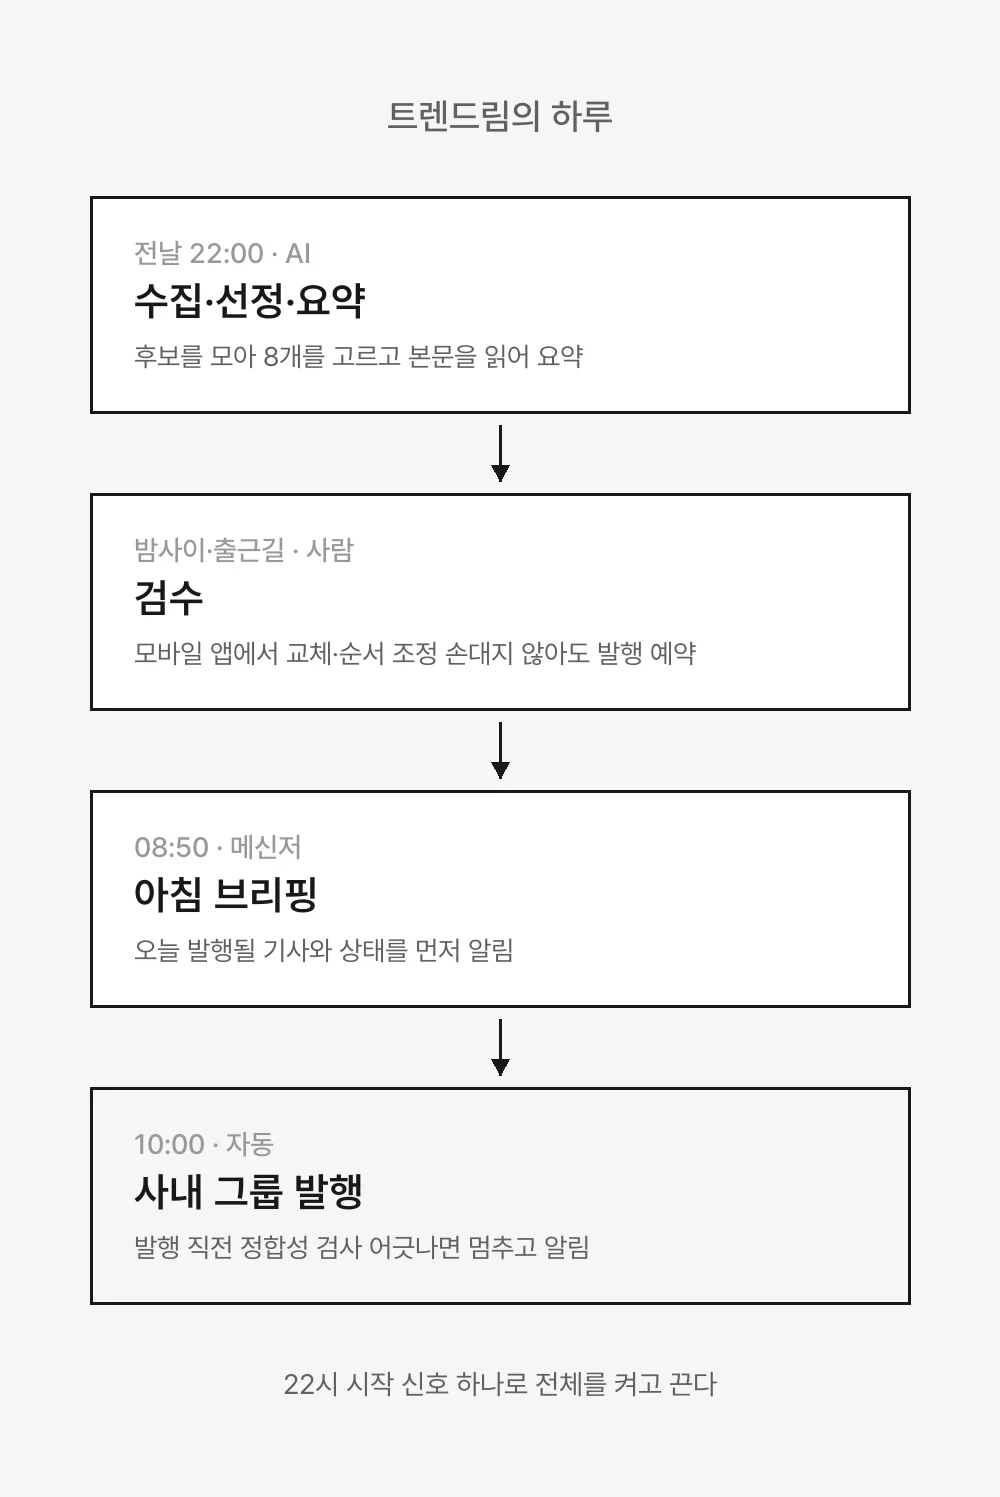 트렌드림의 하루
전날 22:00 · AI
수집·선정·요약
후보를 모아 8개를 고르고 본문을 읽어 요약
밤사이·출근길 · 사람
검수
모바일 앱에서 교체·순서 조정 손대지 않아도 발행 예약
08:50 · 메신저
아침 브리핑
오늘 발행될 기사와 상태를 먼저 알림
10:00 · 자동
사내 그룹 발행
발행 직전 정합성 검사 어긋나면 멈추고 알림
22시 시작 신호 하나로 전체를 켜고 끈다